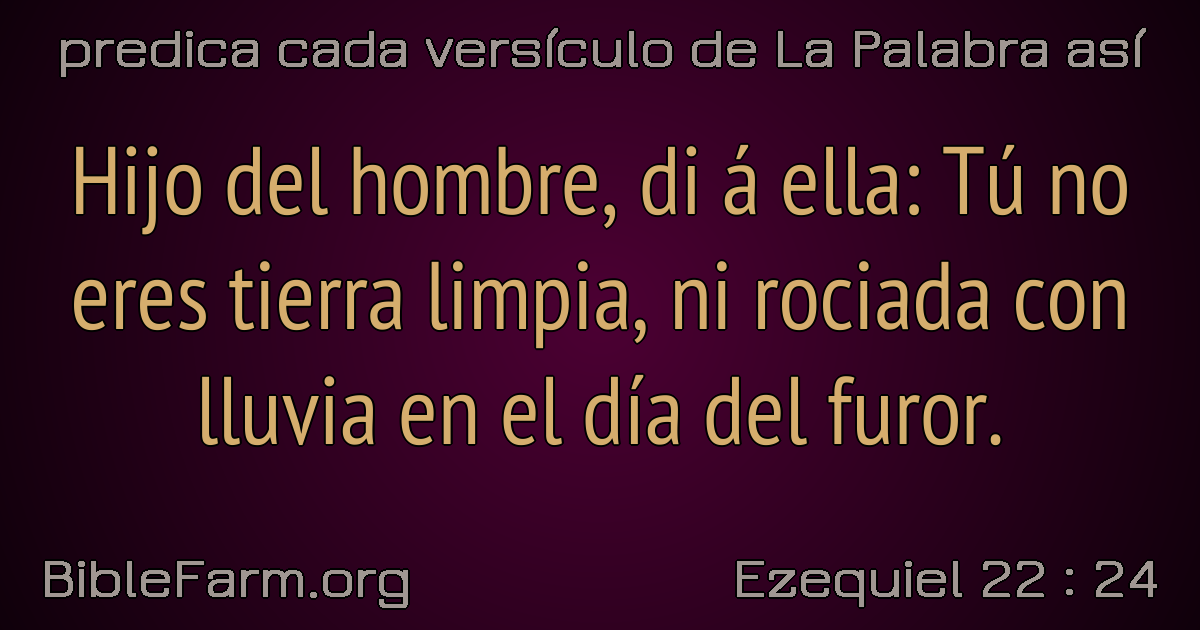 predica cada versículo de La Palabra así
Hijo del hombre, di á ella: Tú no
eres tierra limpia, ni rociada con
lluvia en el día del furor.
BibleFarm.org
Ezequiel 22 : 24